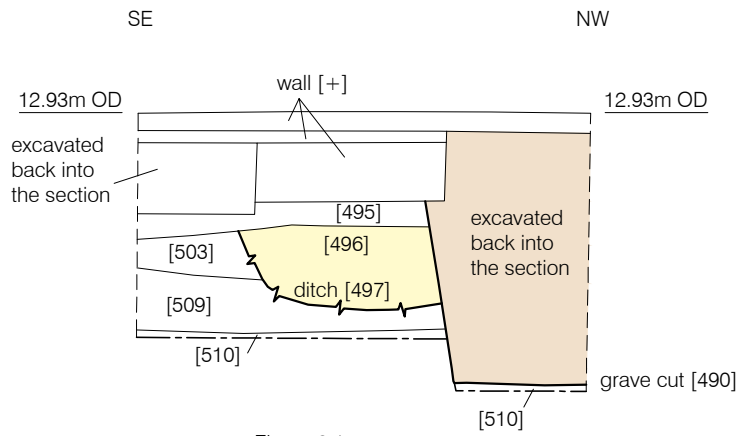 SE
NW
wall [+]
12.93m OD
12.93m OD
excavated
back into
the section
[495]
excavated
back into
the section
[496]
[503]
ditch [497]
[509]
[510]
grave cut [490]
[510]